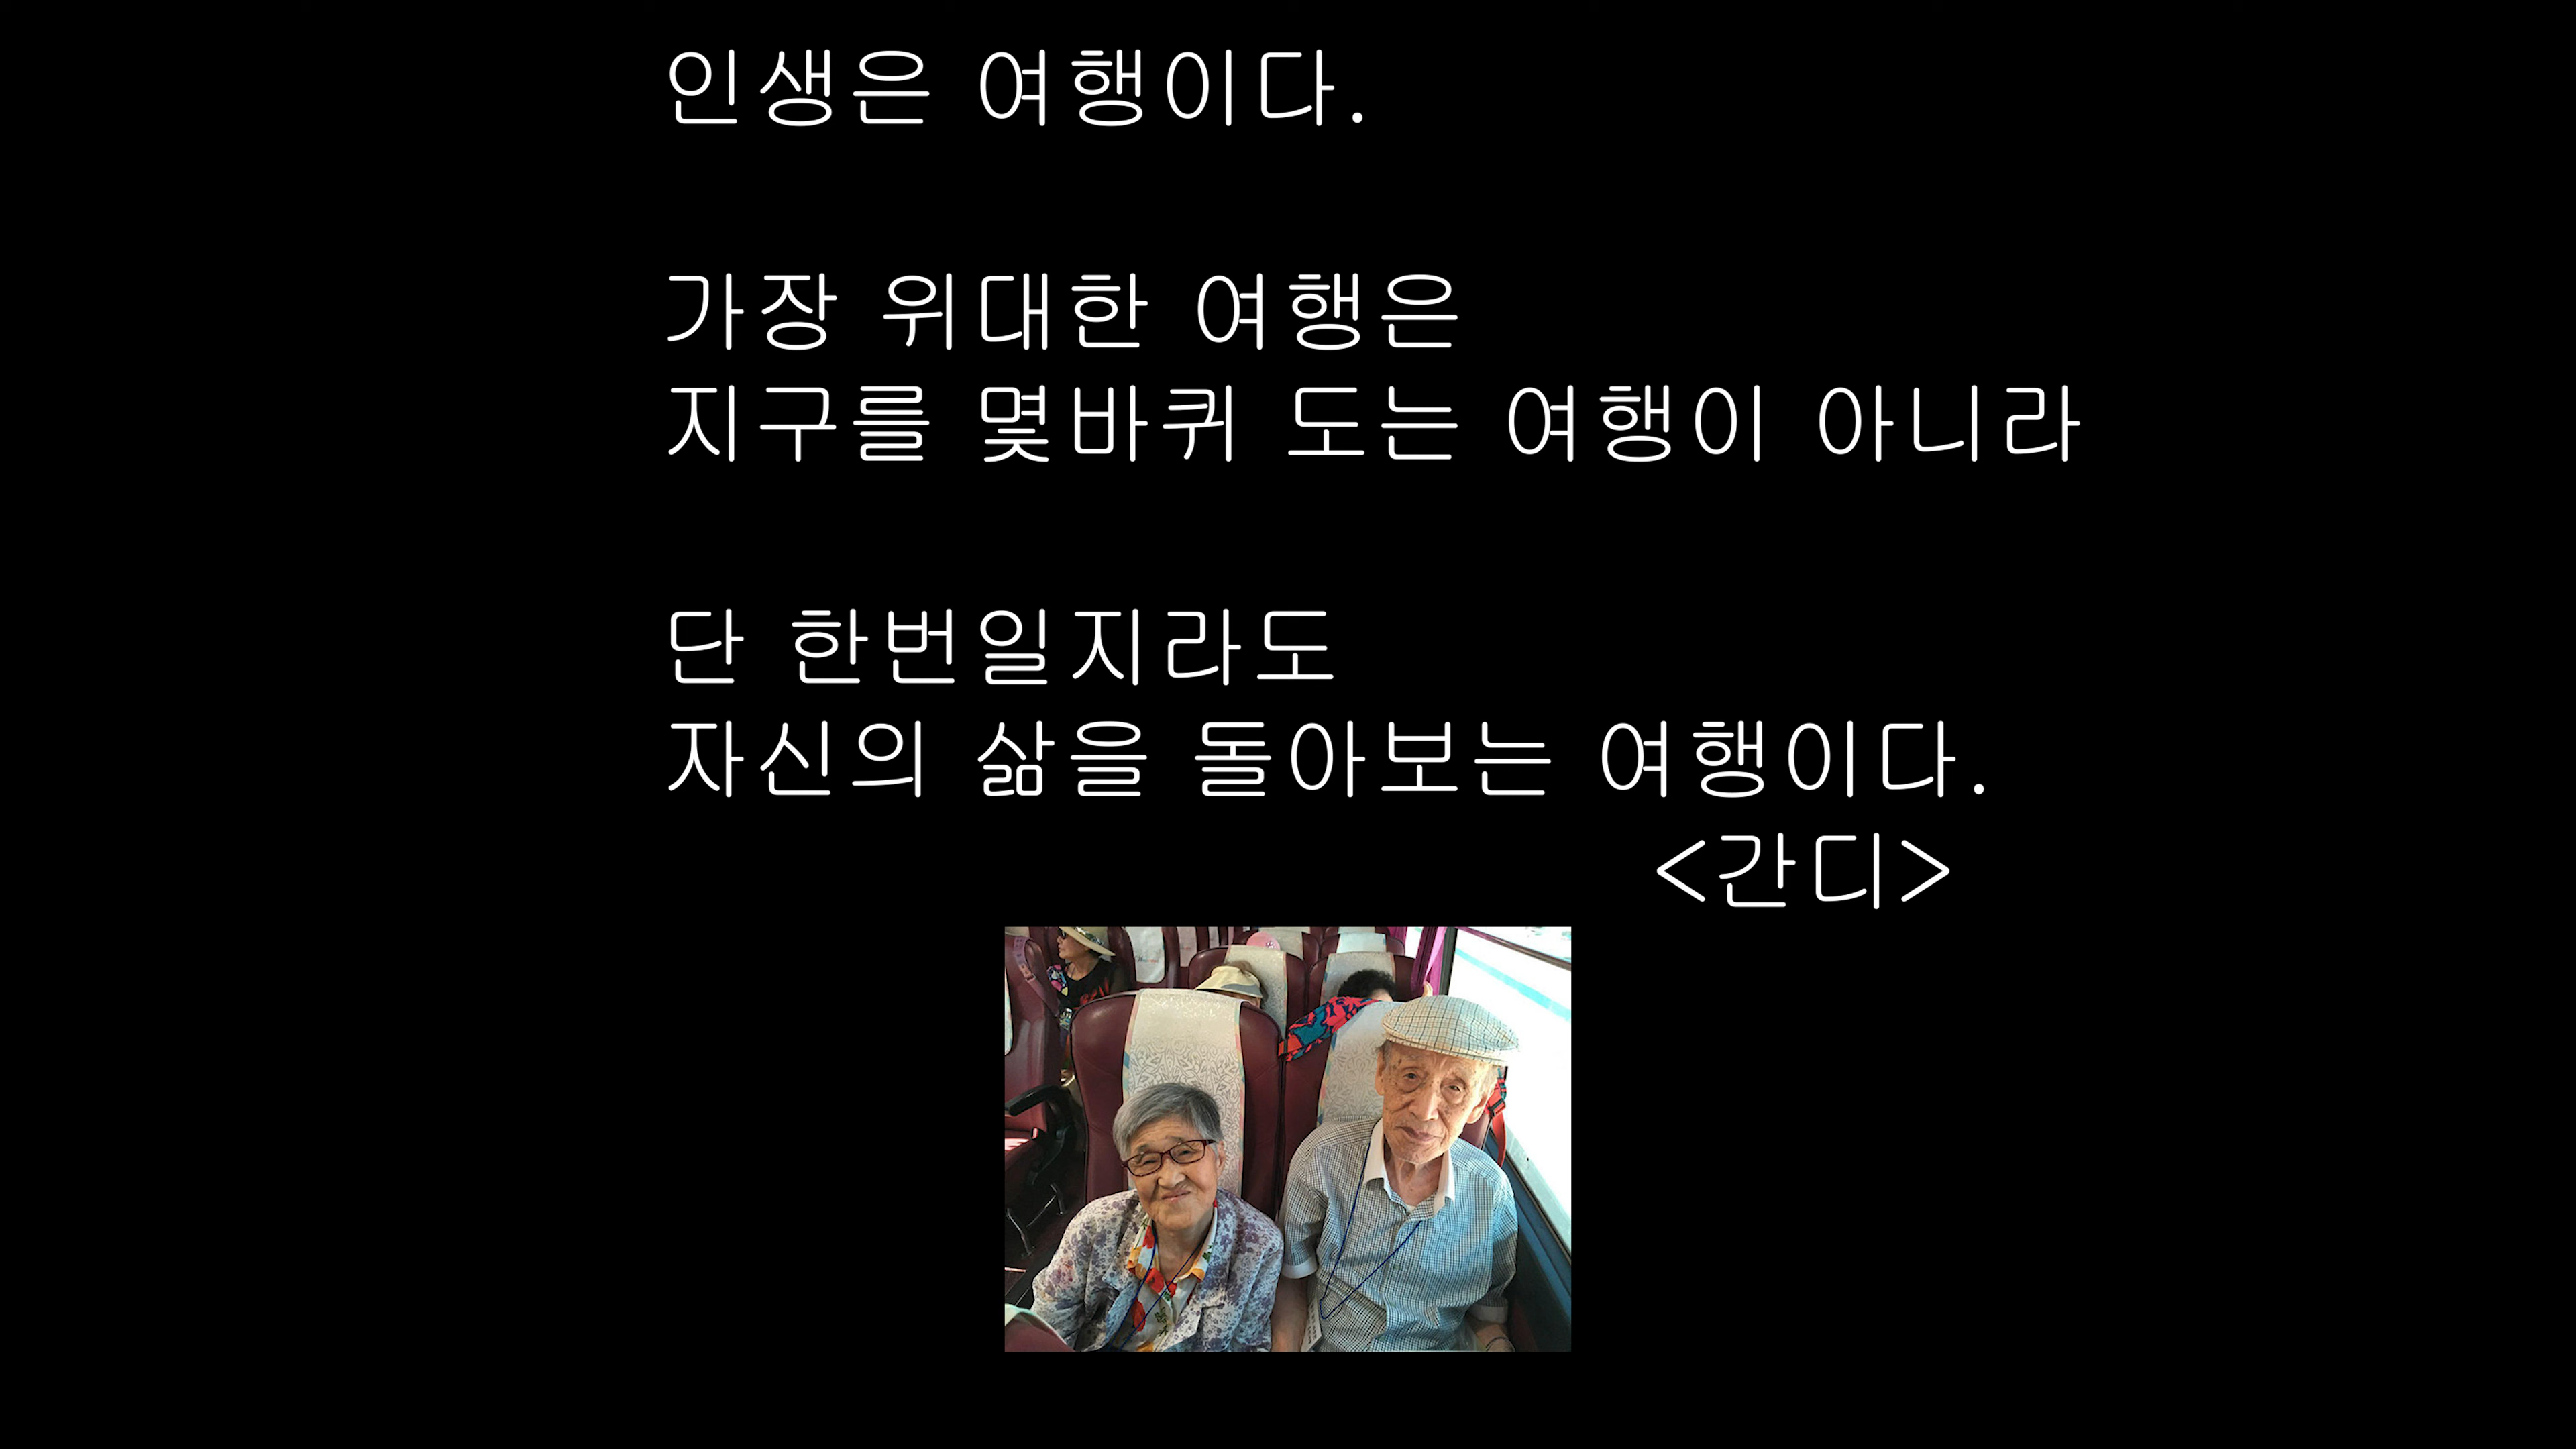 인생은 여행이다.
가장 위대한 여행은
지구를 몇바퀴 도는 여행이 아니라
단 한번일지라도
자신의 삶을 돌아보는 여행이다.
<간디>